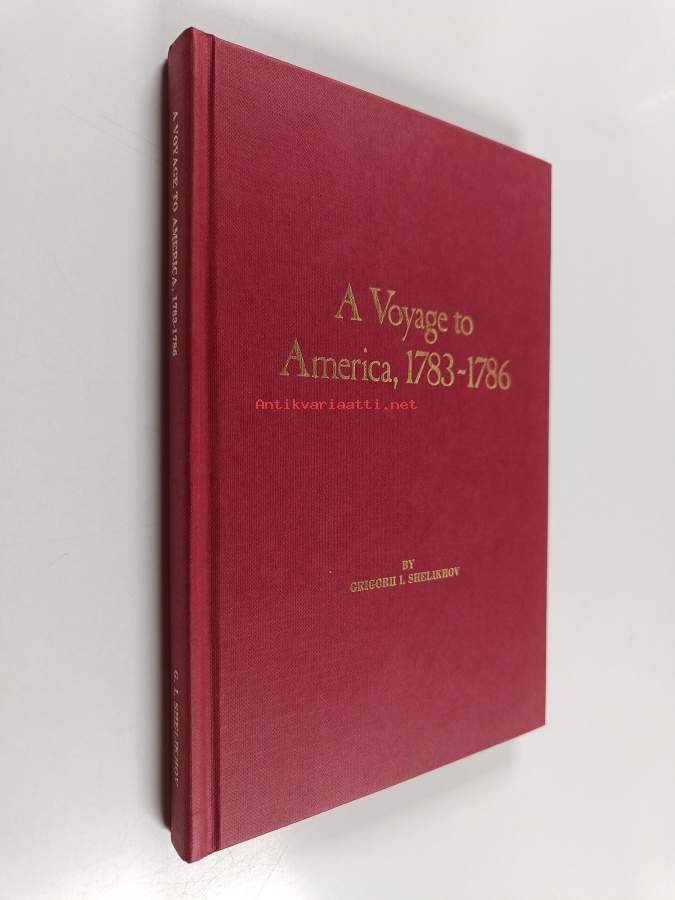 A VOYAGE TO AMERICA, 1783-1786
G. I. SHELIKHOV
A Voyage to
America, 1783~1786
Antikvariaatti.net
BY
GRIGORII I. SHELIKHOV